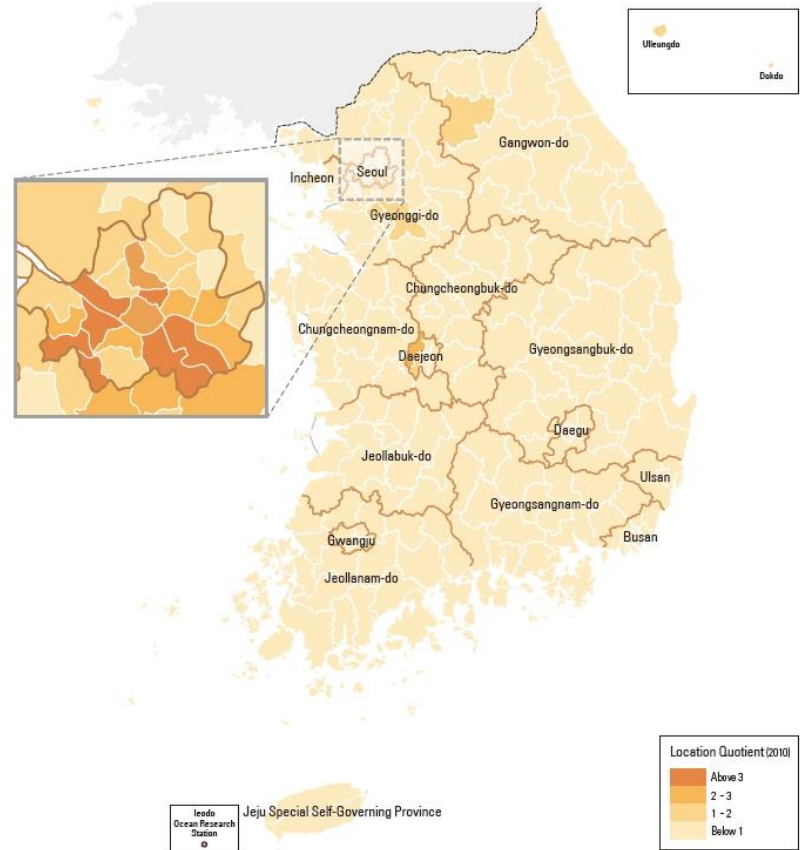 Ulleungdo
Dokdo
Gangwon-do
Incheon
Seoul
Gyeonggi-do
Chungcheongbuk-do
Chungcheongnam-do
Daejeon
Gyeongsangbuk-do
Daegu
Jeollabuk-do
Ulsan
Gyeongsangnam-do
Busan
Gwangju
Jeollanam-do
Location Quotient (2010)
Above 3
2 - 3
1 - 2
Below 1
Ieodo
Ocean Research
Station
Jeju Special Self-Governing Province